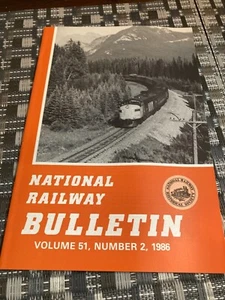 NATIONAL
RAILWAY
BULLETIN
VOLUME 51, NUMBER 2, 1986